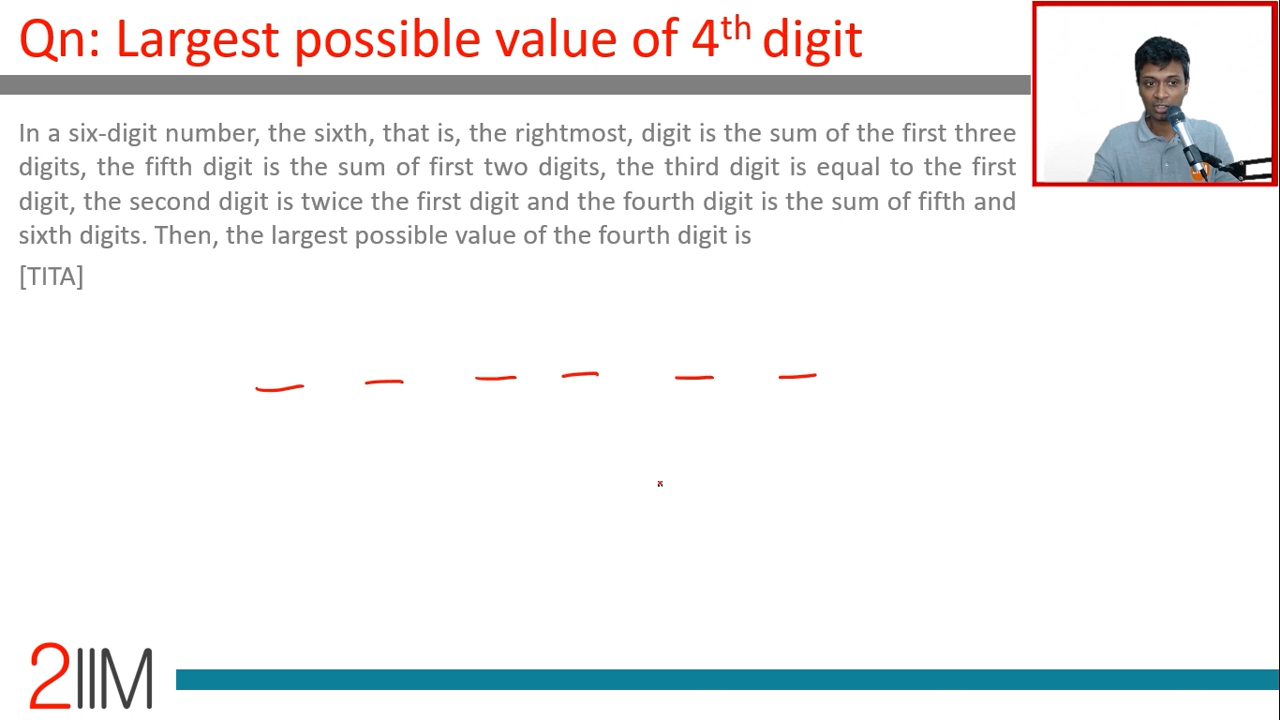 Qn: Largest possible value of 4th digit
In a six-digit number, the sixth, that is, the rightmost, digit is the sum of the first three
digits, the fifth digit is the sum of first two digits, the third digit is equal to the first
digit, the second digit is twice the first digit and the fourth digit is the sum of fifth and
sixth digits. Then, the largest possible value of the fourth digit is
[TITA]
2IIM